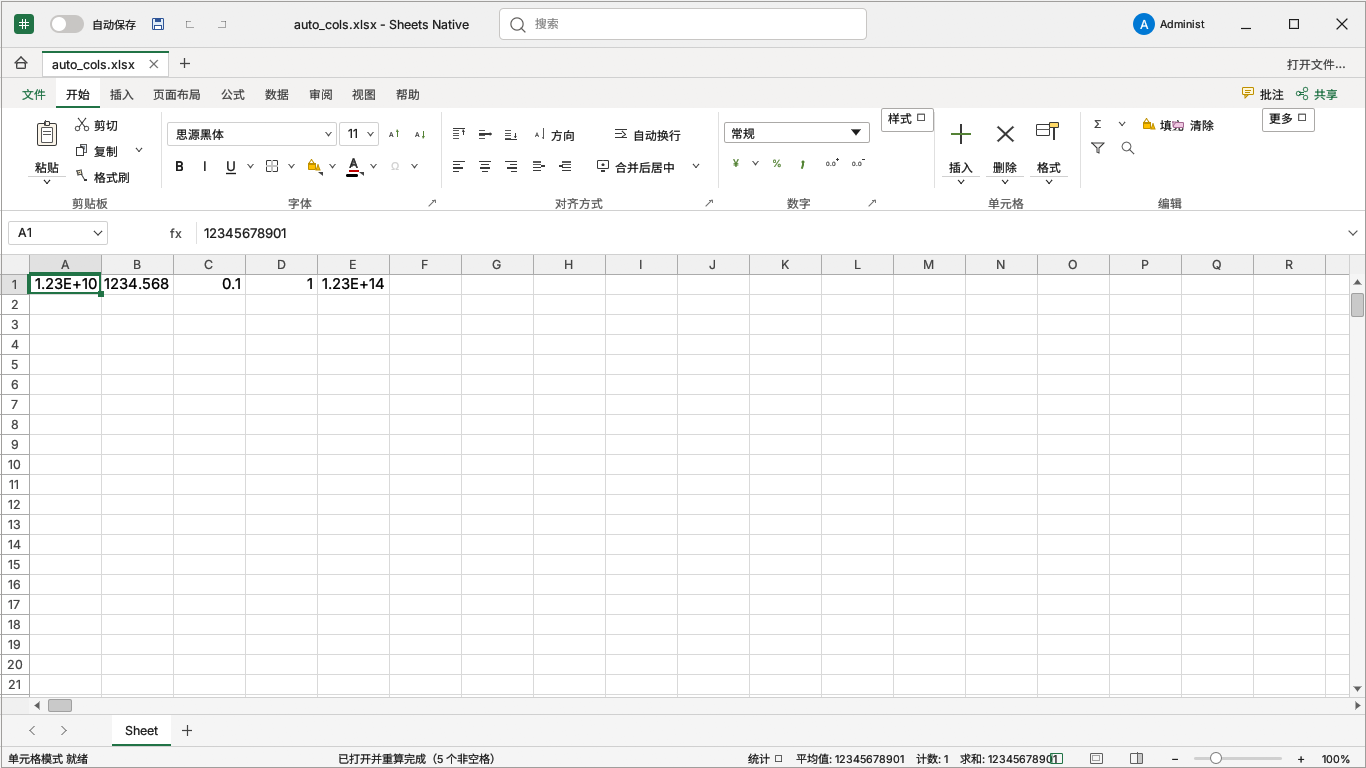 自动保存
auto_cols.xlsx - Sheets Native
搜索
A
Administ
auto_cols.xlsx
打开文件...
文件 开始 插入 页面布局 公式 数据 审阅 视图 帮助
批注 共享
粘贴
剪切
复制
格式刷
剪贴板
思源黑体 11
B I U A
字体
方向 自动换行
合并后居中
对齐方式
常规
¥ % , 0.0+ 0.0-
数字
样式
插入 删除 格式
单元格
Σ 清除
编辑
更多
A1
fx 12345678901
A B C D E F G H I J K L M N O P Q R
1 1.23E+10 1234.568 0.1 1 1.23E+14
2
3
4
5
6
7
8
9
10
11
12
13
14
15
16
17
18
19
20
21
Sheet
单元格模式 就绪
已打开并重算完成（5 个非空格）
统计 平均值: 12345678901 计数: 1 求和: 12345678901
100%